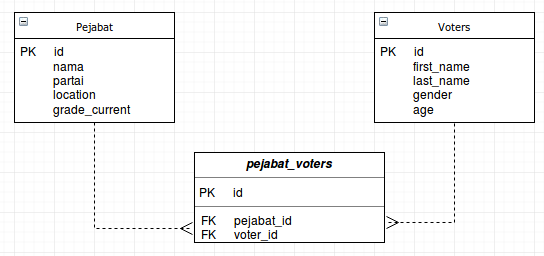 Pejabat
PK id
nama
partai
location
grade_current
Voters
PK id
first_name
last_name
gender
age
pejabat_voters
PK id
FK pejabat_id
FK voter_id